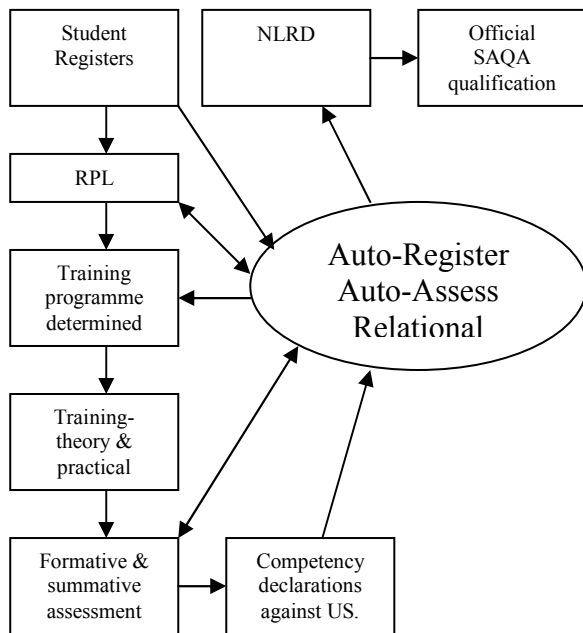 Student
Registers
NLRD
Official
SAQA
qualification
RPL
Training
programme
determined
Auto-Register
Auto-Assess
Relational
Training-
theory &
practical
Formative &
summative
assessment
Competency
declarations
against US.